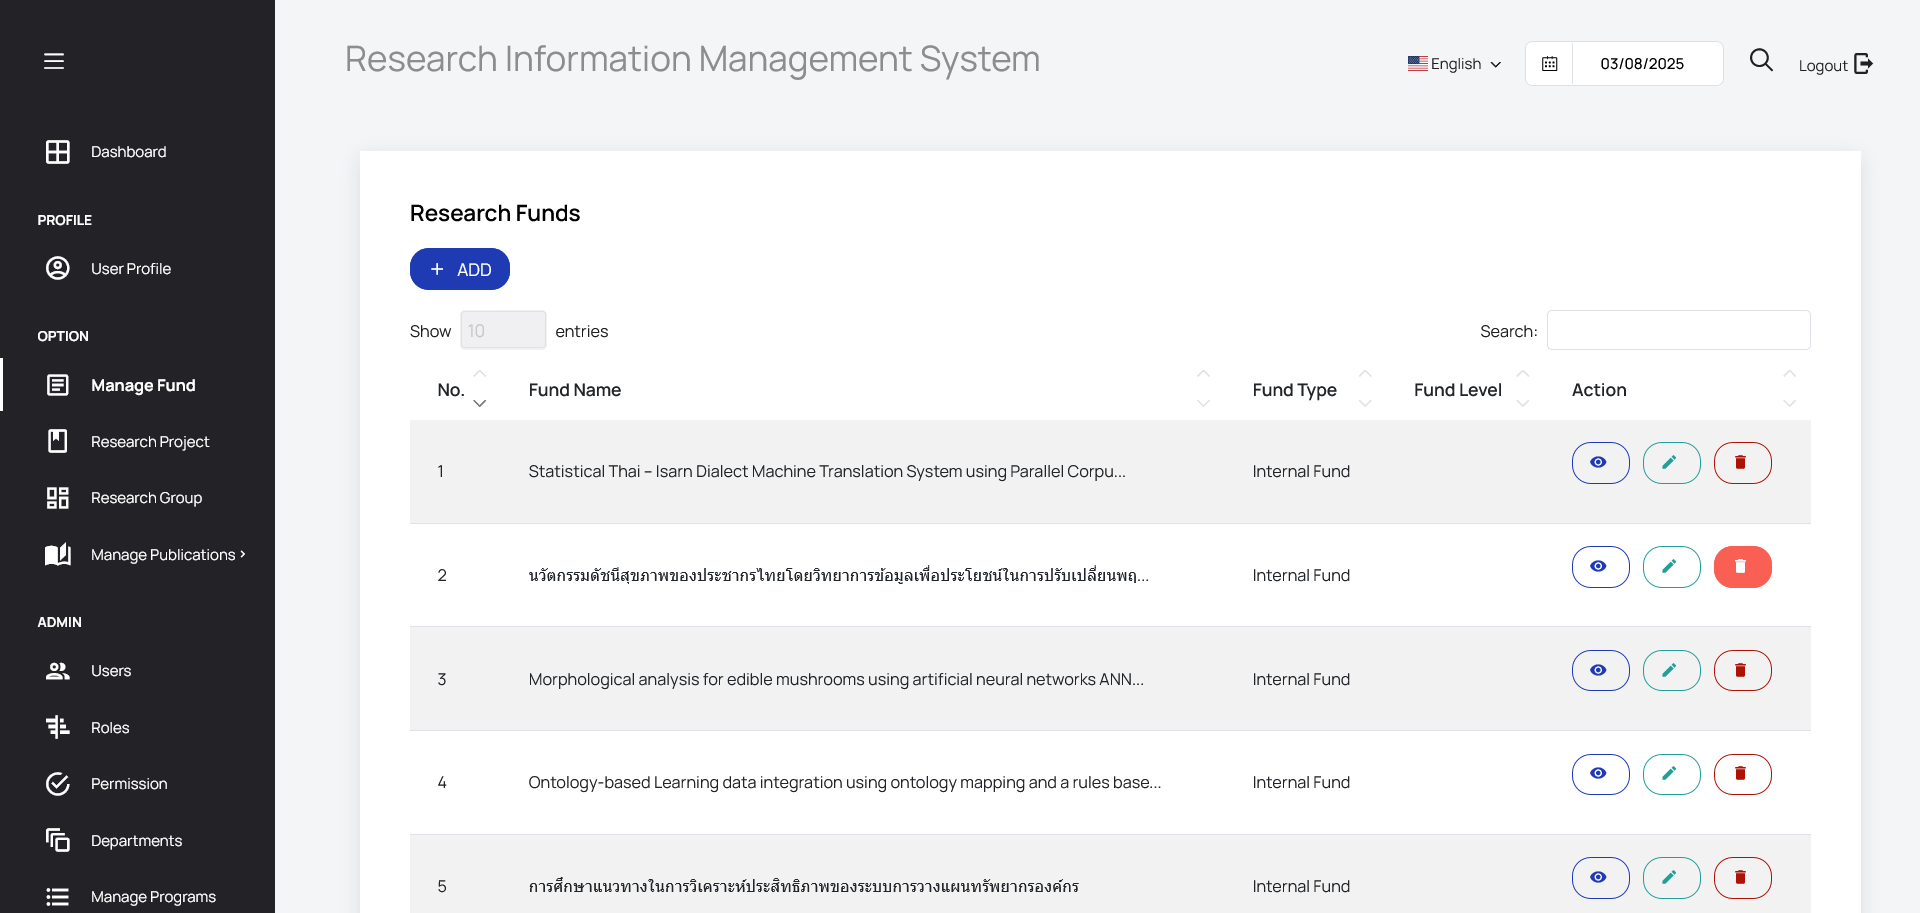 Research Information Management System
English
03/08/2025
Logout
Dashboard
PROFILE
User Profile
OPTION
Manage Fund
Research Project
Research Group
Manage Publications
ADMIN
Users
Roles
Permission
Departments
Manage Programs
Research Funds
+ ADD
Show 10 entries
Search:
No. Fund Name Fund Type Fund Level Action
1 Statistical Thai – Isarn Dialect Machine Translation System using Parallel Corpu... Internal Fund
2 นวัตกรรมดัชนีสุขภาพของประชากรไทยโดยวิทยาการข้อมูลเพื่อประโยชน์ในการปรับเปลี่ยนพฤ... Internal Fund
3 Morphological analysis for edible mushrooms using artificial neural networks ANN... Internal Fund
4 Ontology-based Learning data integration using ontology mapping and a rules base... Internal Fund
5 การศึกษาแนวทางในการวิเคราะห์ประสิทธิภาพของระบบการวางแผนทรัพยากรองค์กร Internal Fund